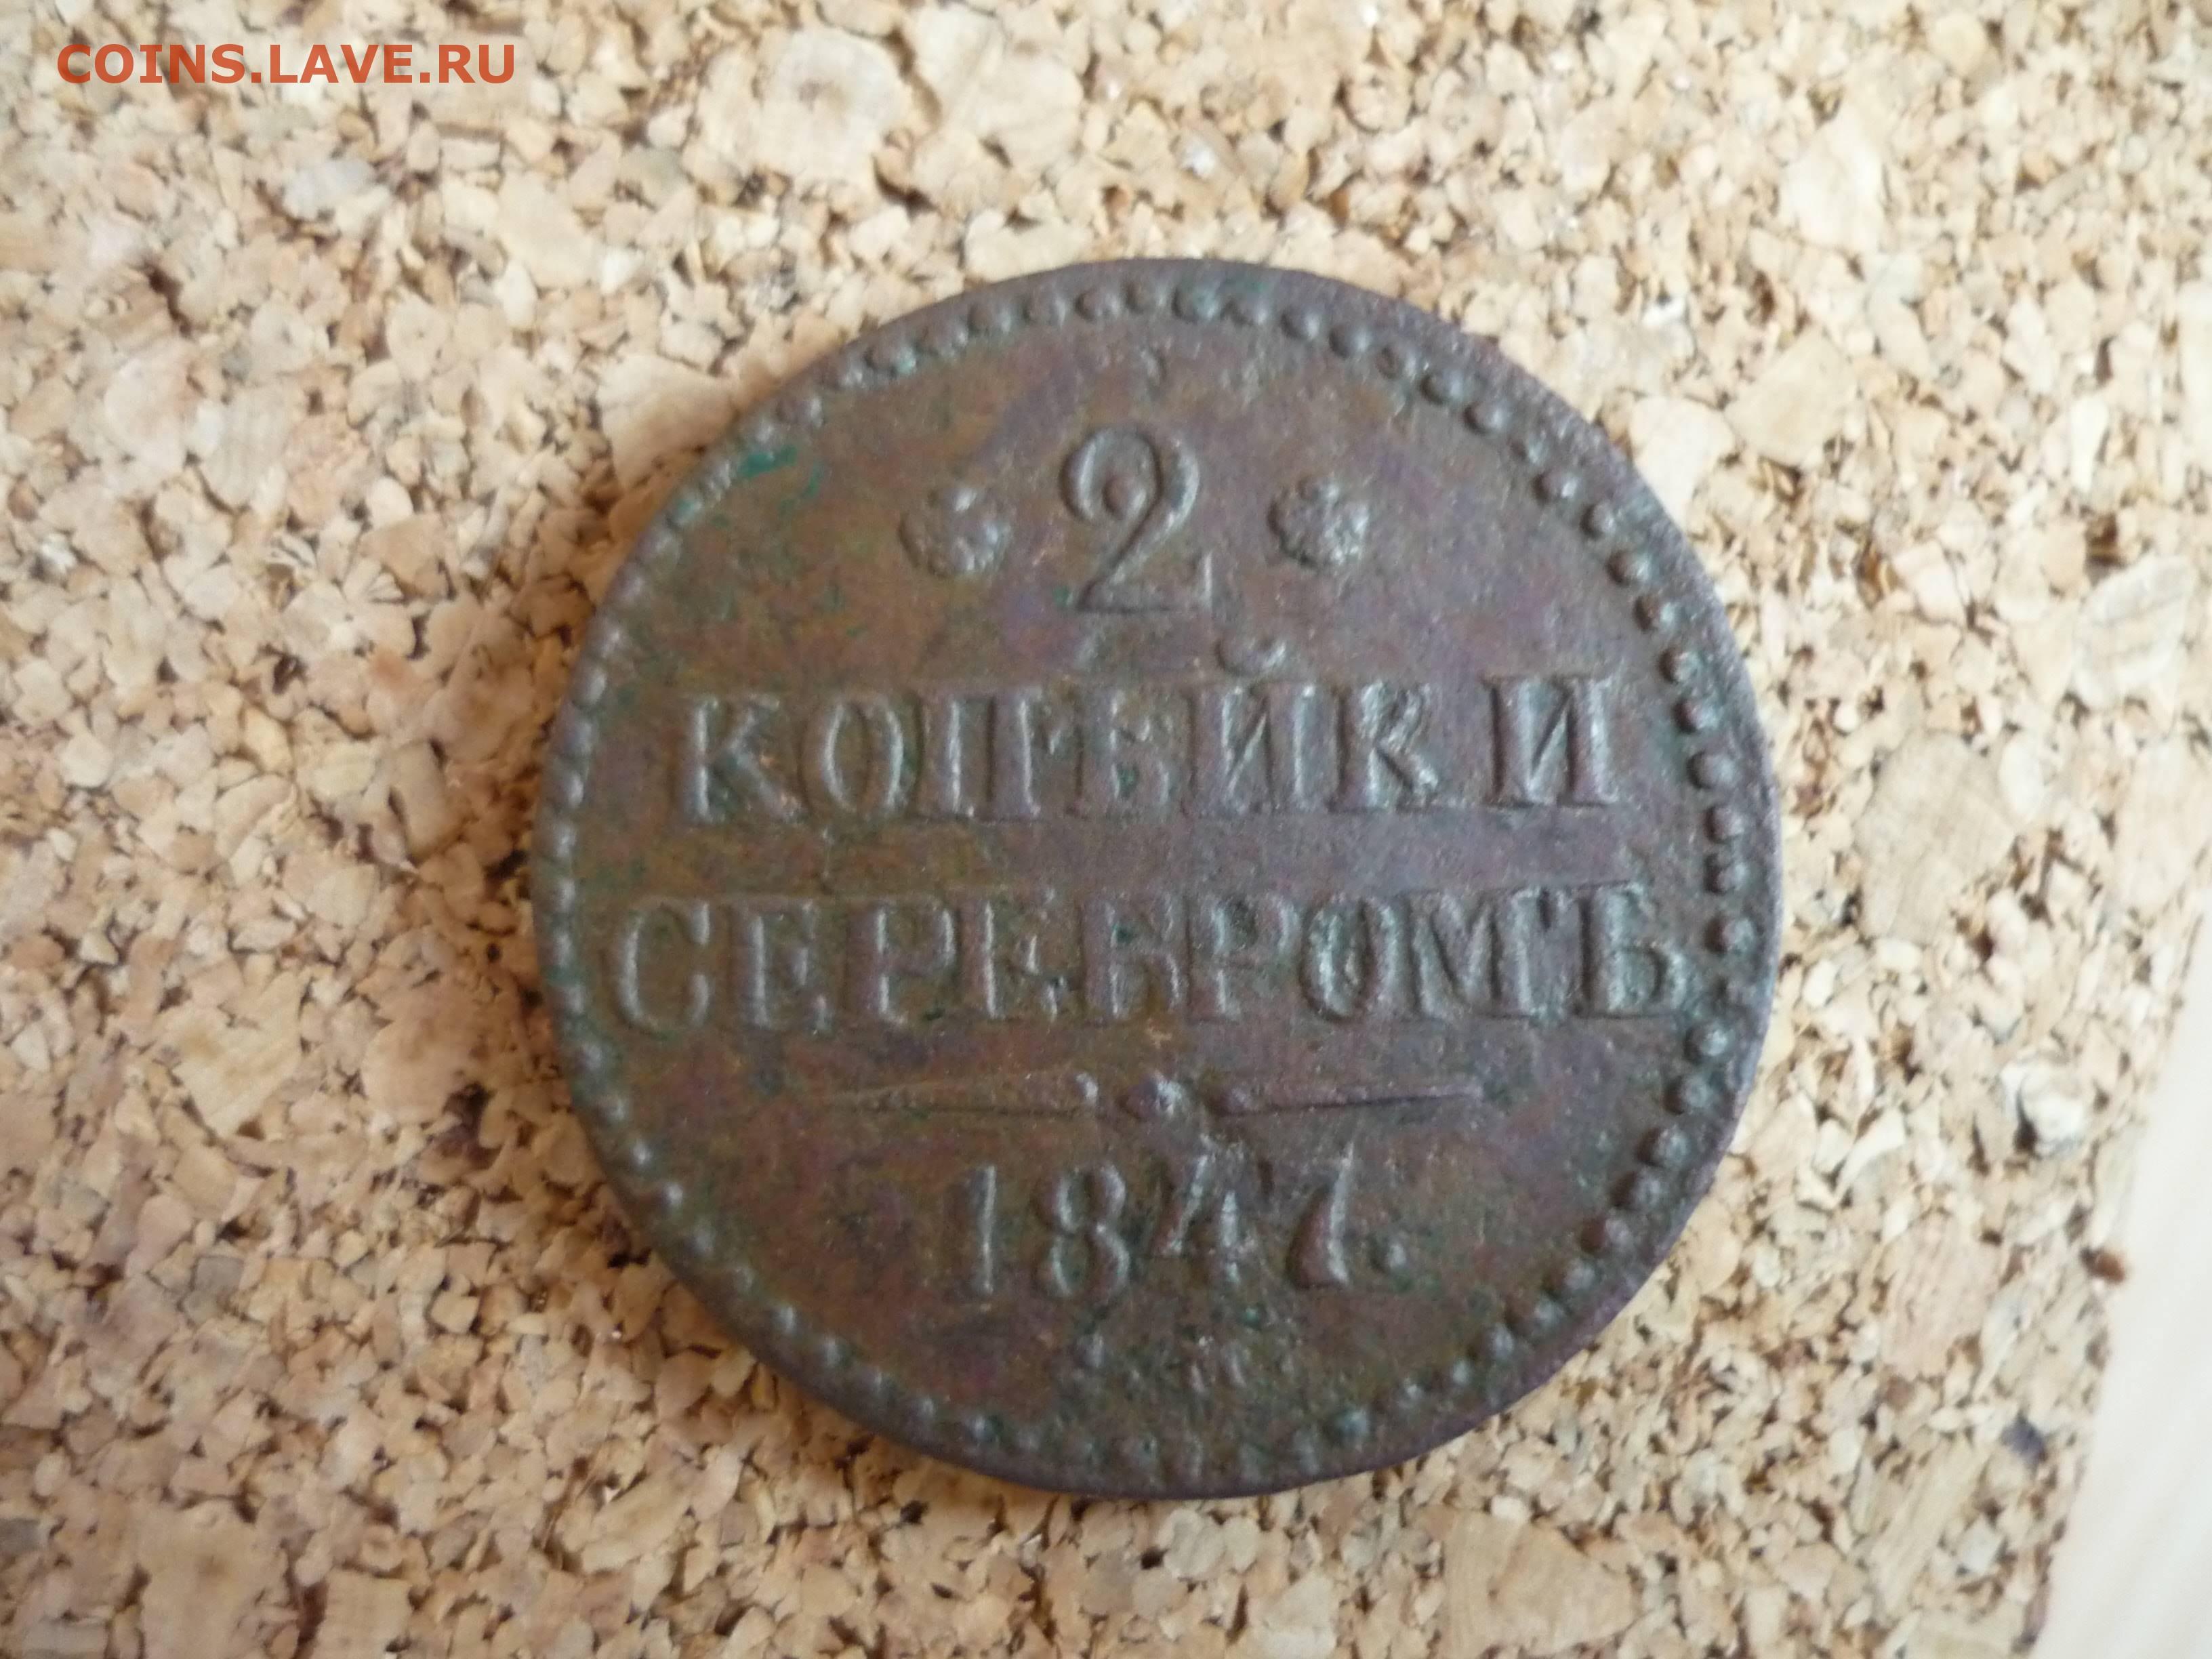 COINS.LAVE.RU
2
КОПѢЙКИ
СЕРЕБРОМЪ
1847.